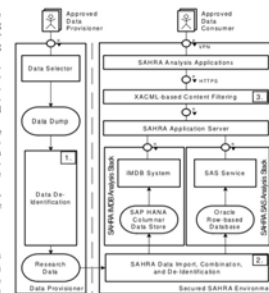 Approved
Data
Provisioner
Approved
Data
Consumer
VPN
Data Selector
SAHRA Analysis Applications
HTTPS
Data Dump
XACML-based Content Filtering
3.
SAHRA Application Server
1.
Data De-
Identification
SAHRA IMDB Analysis Stack
IMDB System
SAP HANA
Columnar
Data Store
SAS Service
Oracle
Row-based
Database
SAHRA SAS Analysis Stack
Research
Data
SAHRA Data Import, Combination,
and De-Identification
2.
Data Provisioner
Secured SAHRA Environme